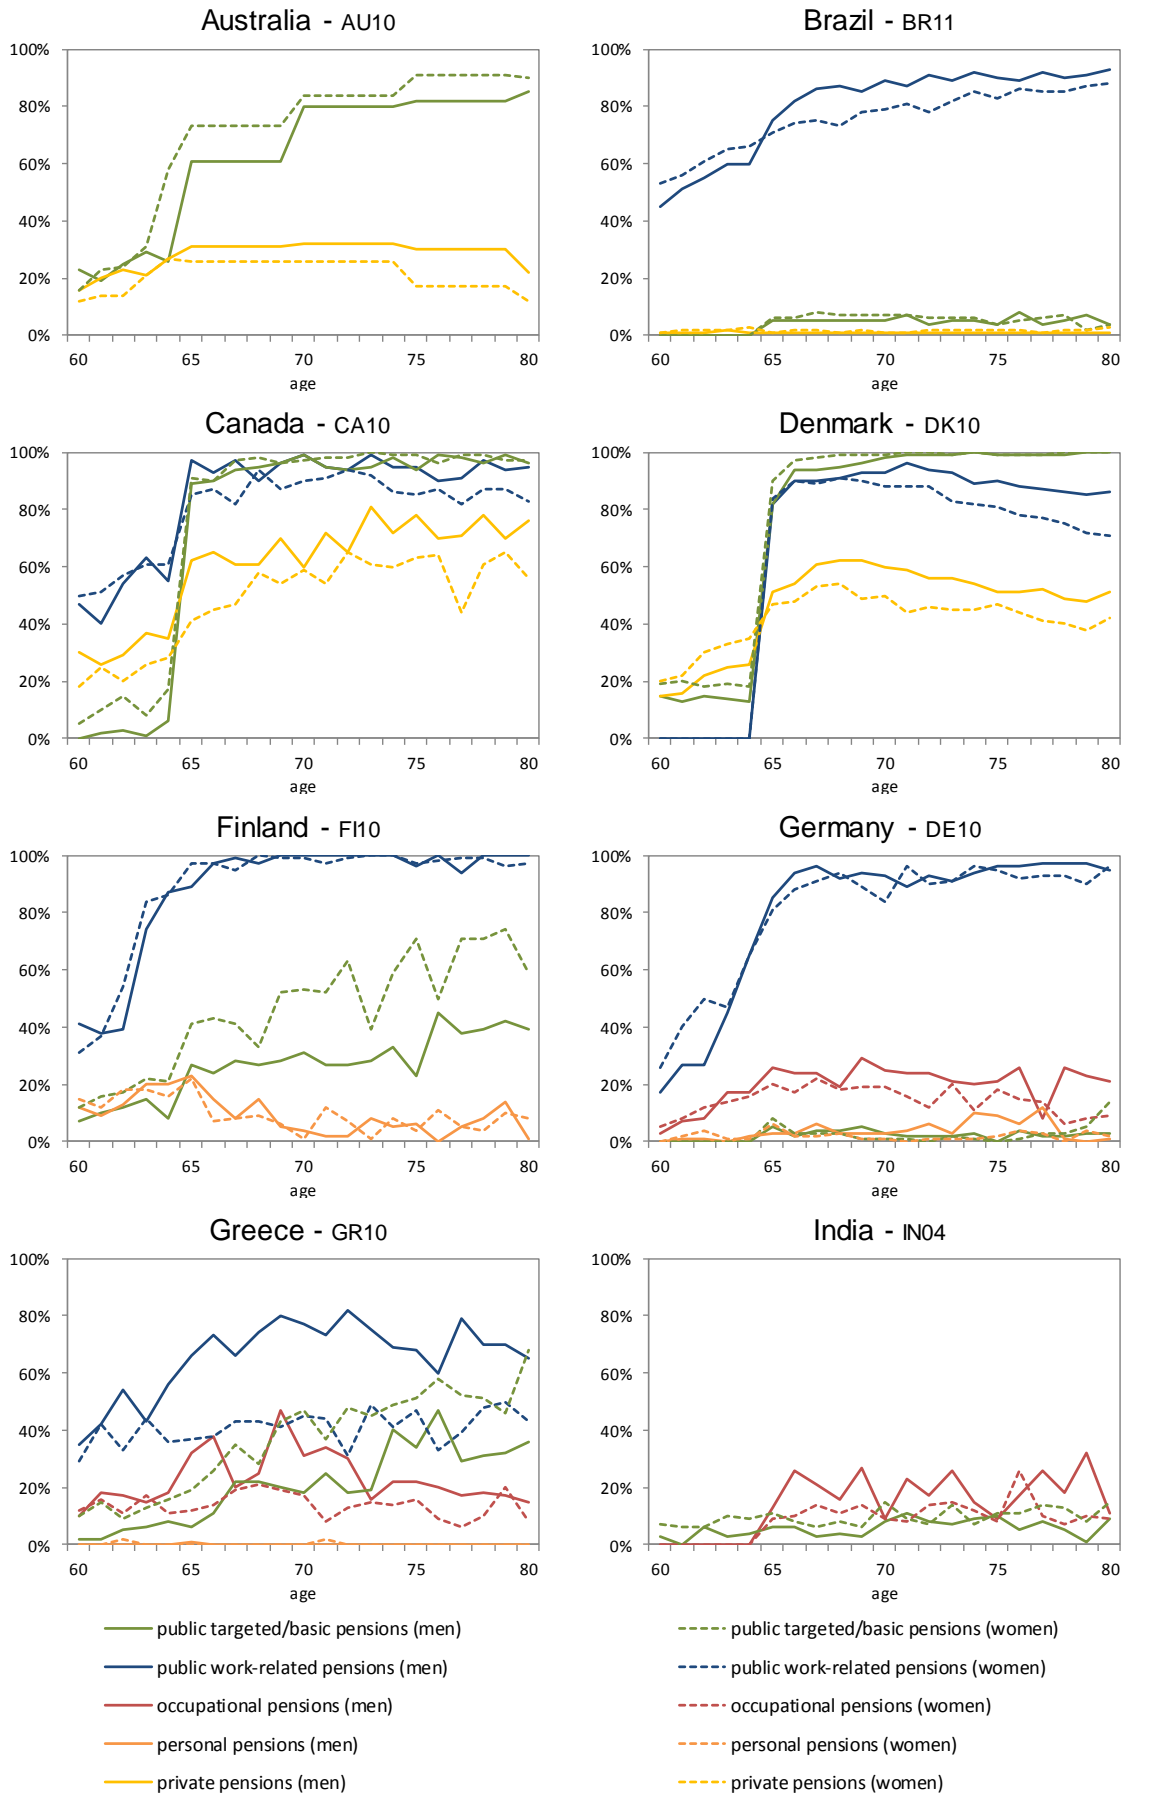 Australia - AU10
Brazil - BR11
100%
80%
60%
40%
20%
0%
60 65 70 75 80
age
100%
80%
60%
40%
20%
0%
60 65 70 75 80
age
Canada - CA10
Denmark - DK10
100%
80%
60%
40%
20%
0%
60 65 70 75 80
age
100%
80%
60%
40%
20%
0%
60 65 70 75 80
age
Finland - FI10
Germany - DE10
100%
80%
60%
40%
20%
0%
60 65 70 75 80
age
100%
80%
60%
40%
20%
0%
60 65 70 75 80
age
Greece - GR10
India - IN04
100%
80%
60%
40%
20%
0%
60 65 70 75 80
age
100%
80%
60%
40%
20%
0%
60 65 70 75 80
age
public targeted/basic pensions (men)
public targeted/basic pensions (women)
public work-related pensions (men)
public work-related pensions (women)
occupational pensions (men)
occupational pensions (women)
personal pensions (men)
personal pensions (women)
private pensions (men)
private pensions (women)